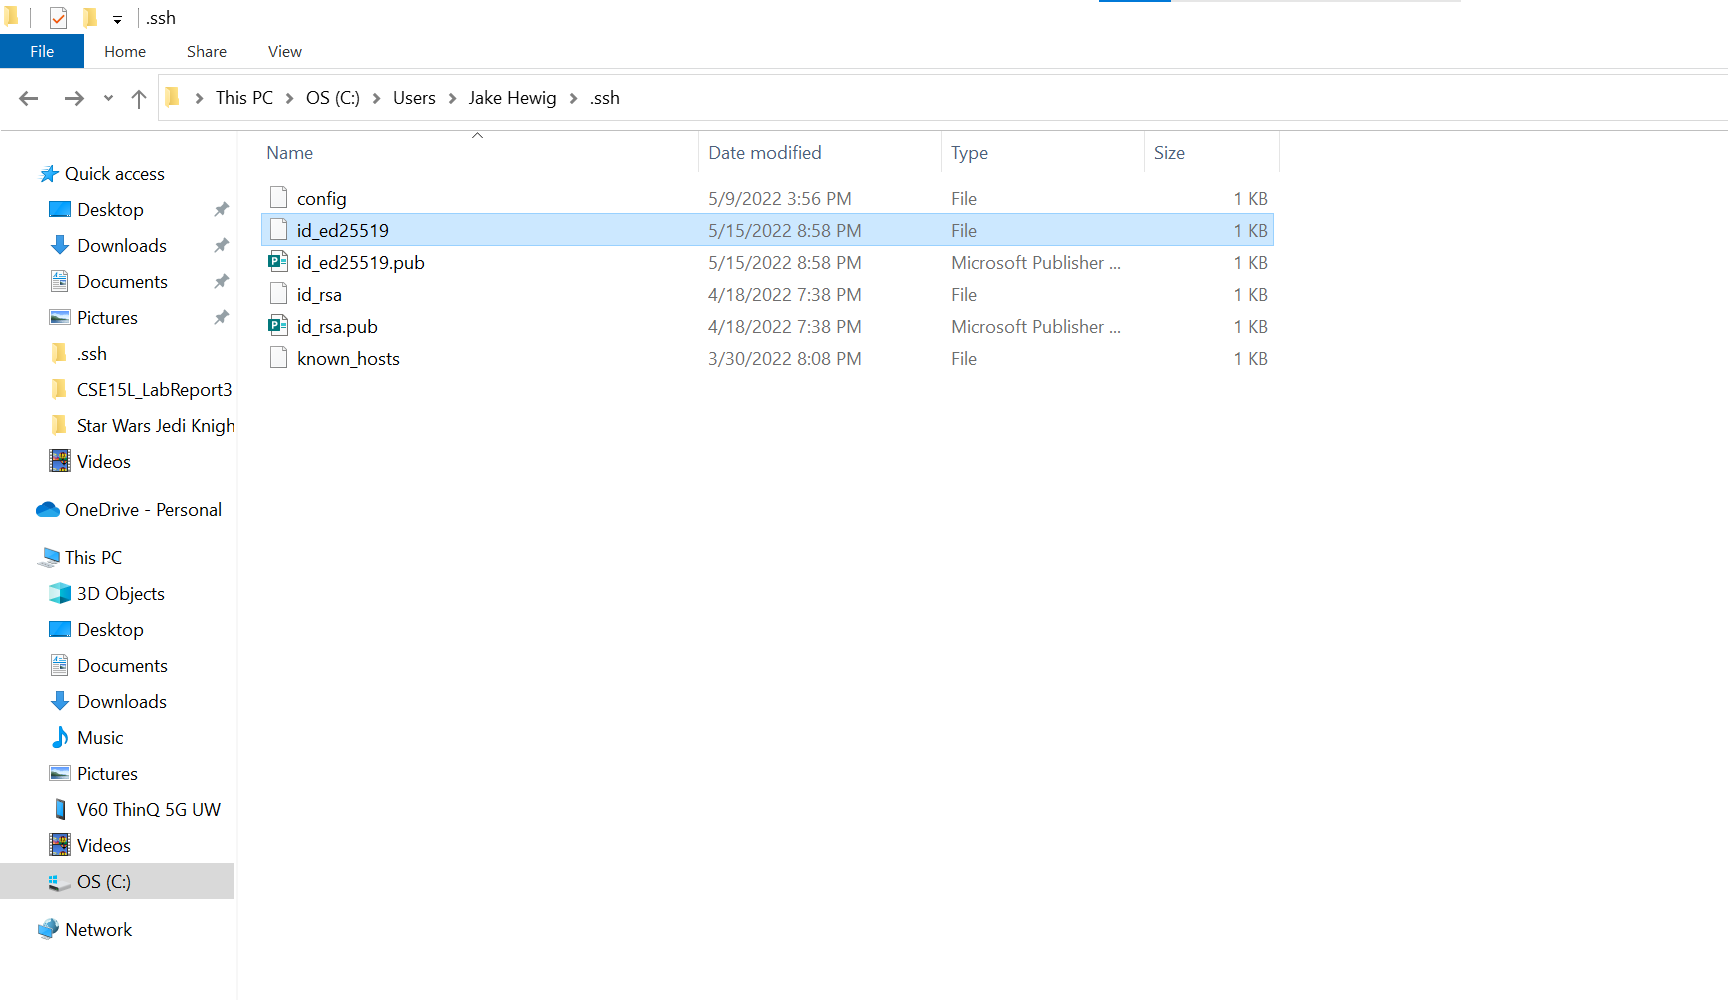 .ssh
File Home Share View
This PC OS (C:) Users Jake Hewig .ssh
Name Date modified Type Size
config 5/9/2022 3:56 PM File 1 KB
id_ed25519 5/15/2022 8:58 PM File 1 KB
id_ed25519.pub 5/15/2022 8:58 PM Microsoft Publisher ... 1 KB
id_rsa 4/18/2022 7:38 PM File 1 KB
id_rsa.pub 4/18/2022 7:38 PM Microsoft Publisher ... 1 KB
known_hosts 3/30/2022 8:08 PM File 1 KB
Quick access
Desktop
Downloads
Documents
Pictures
.ssh
CSE15L_LabReport3
Star Wars Jedi Knigh
Videos
OneDrive - Personal
This PC
3D Objects
Desktop
Documents
Downloads
Music
Pictures
V60 ThinQ 5G UW
Videos
OS (C:)
Network